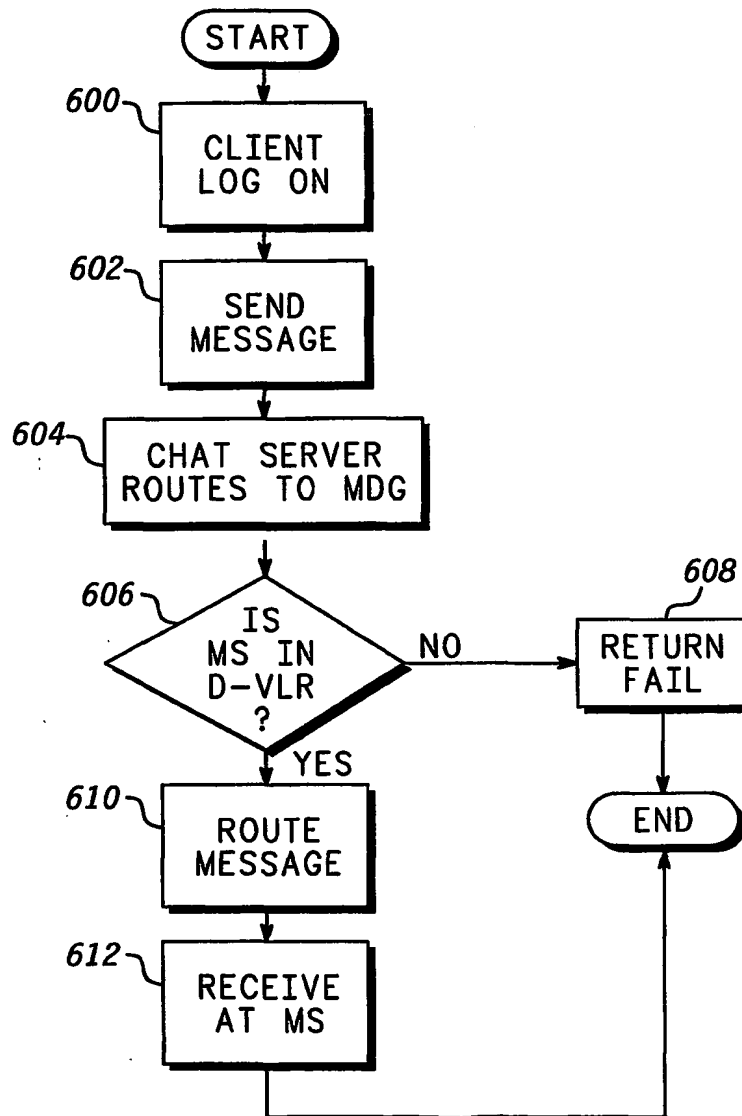 START
600
CLIENT
LOG ON
602
SEND
MESSAGE
604
CHAT SERVER
ROUTES TO MDG
606
IS
MS IN
D-VLR
?
NO
608
RETURN
FAIL
YES
END
610
ROUTE
MESSAGE
612
RECEIVE
AT MS